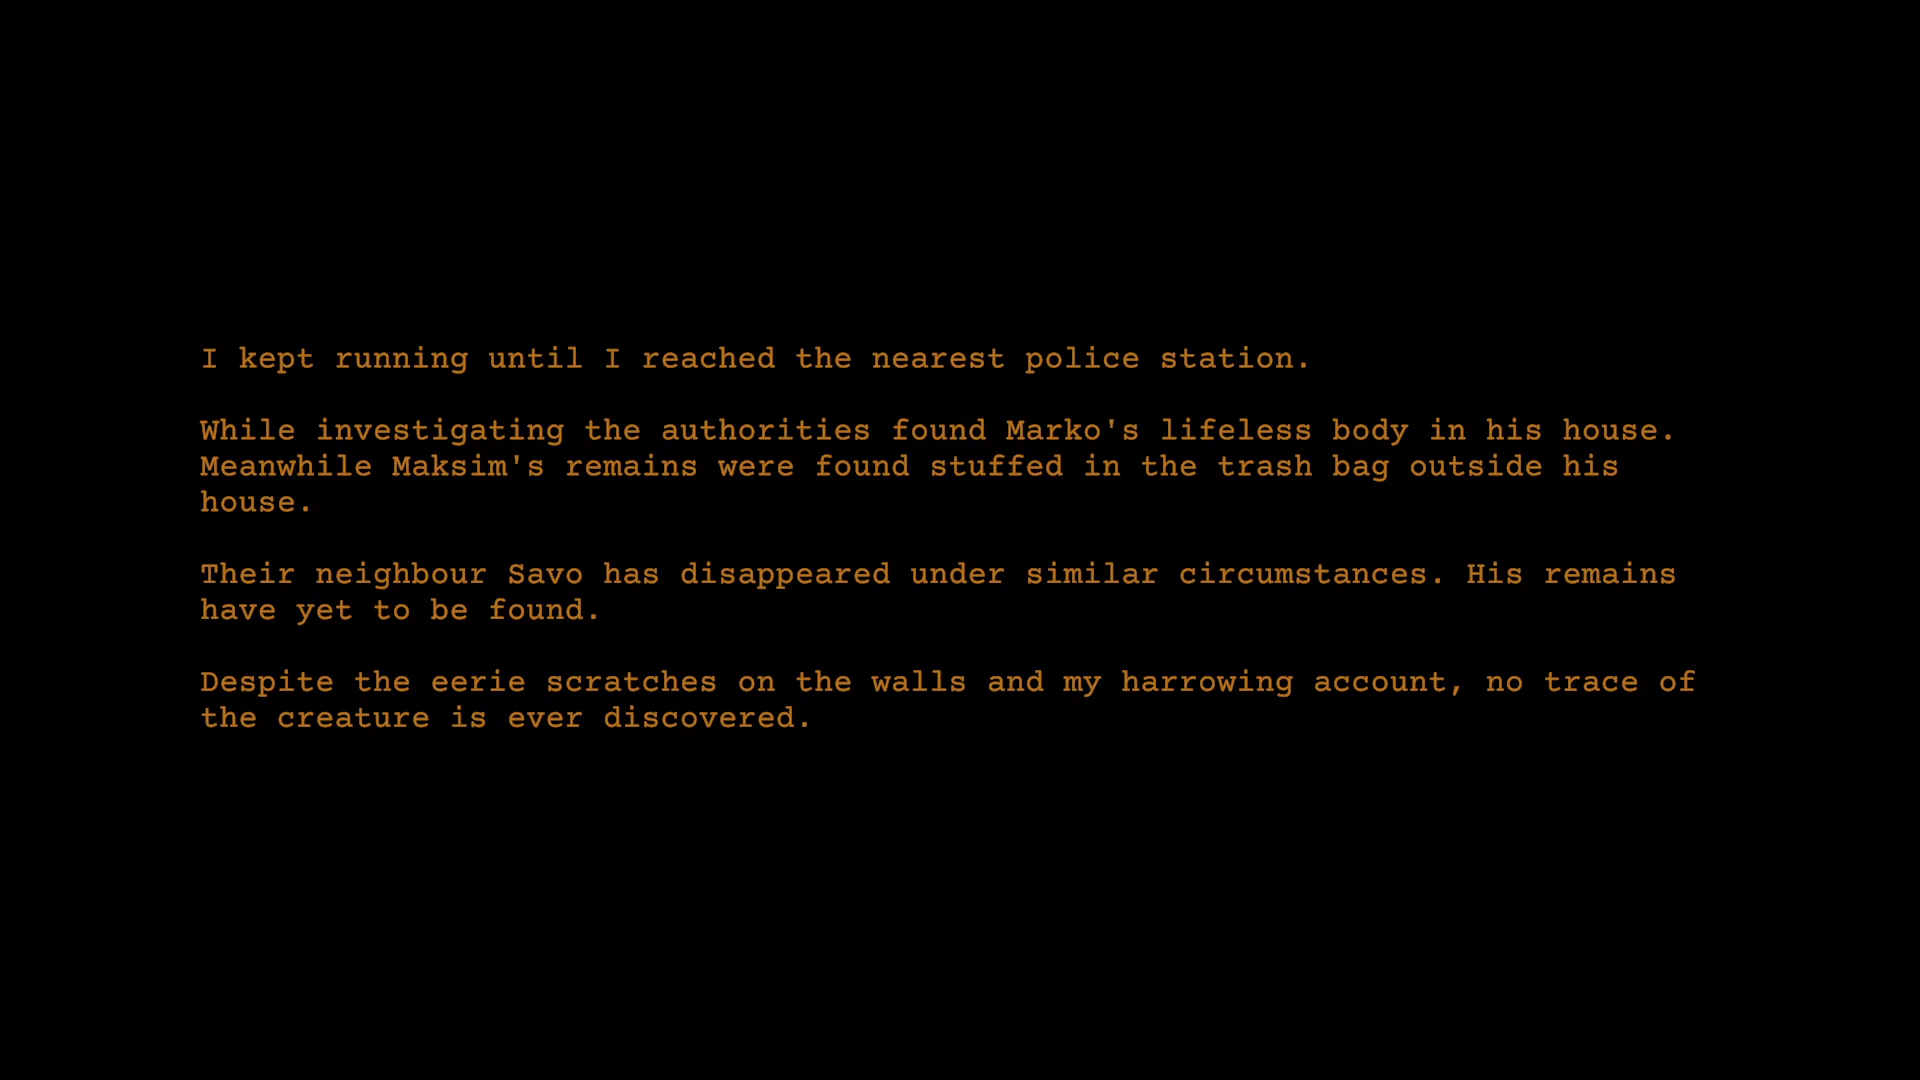 I kept running until I reached the nearest police station.
While investigating the authorities found Marko's lifeless body in his house.
Meanwhile Maksim's remains were found stuffed in the trash bag outside his
house.
Their neighbour Savo has disappeared under similar circumstances. His remains
have yet to be found.
Despite the eerie scratches on the walls and my harrowing account, no trace of
the creature is ever discovered.